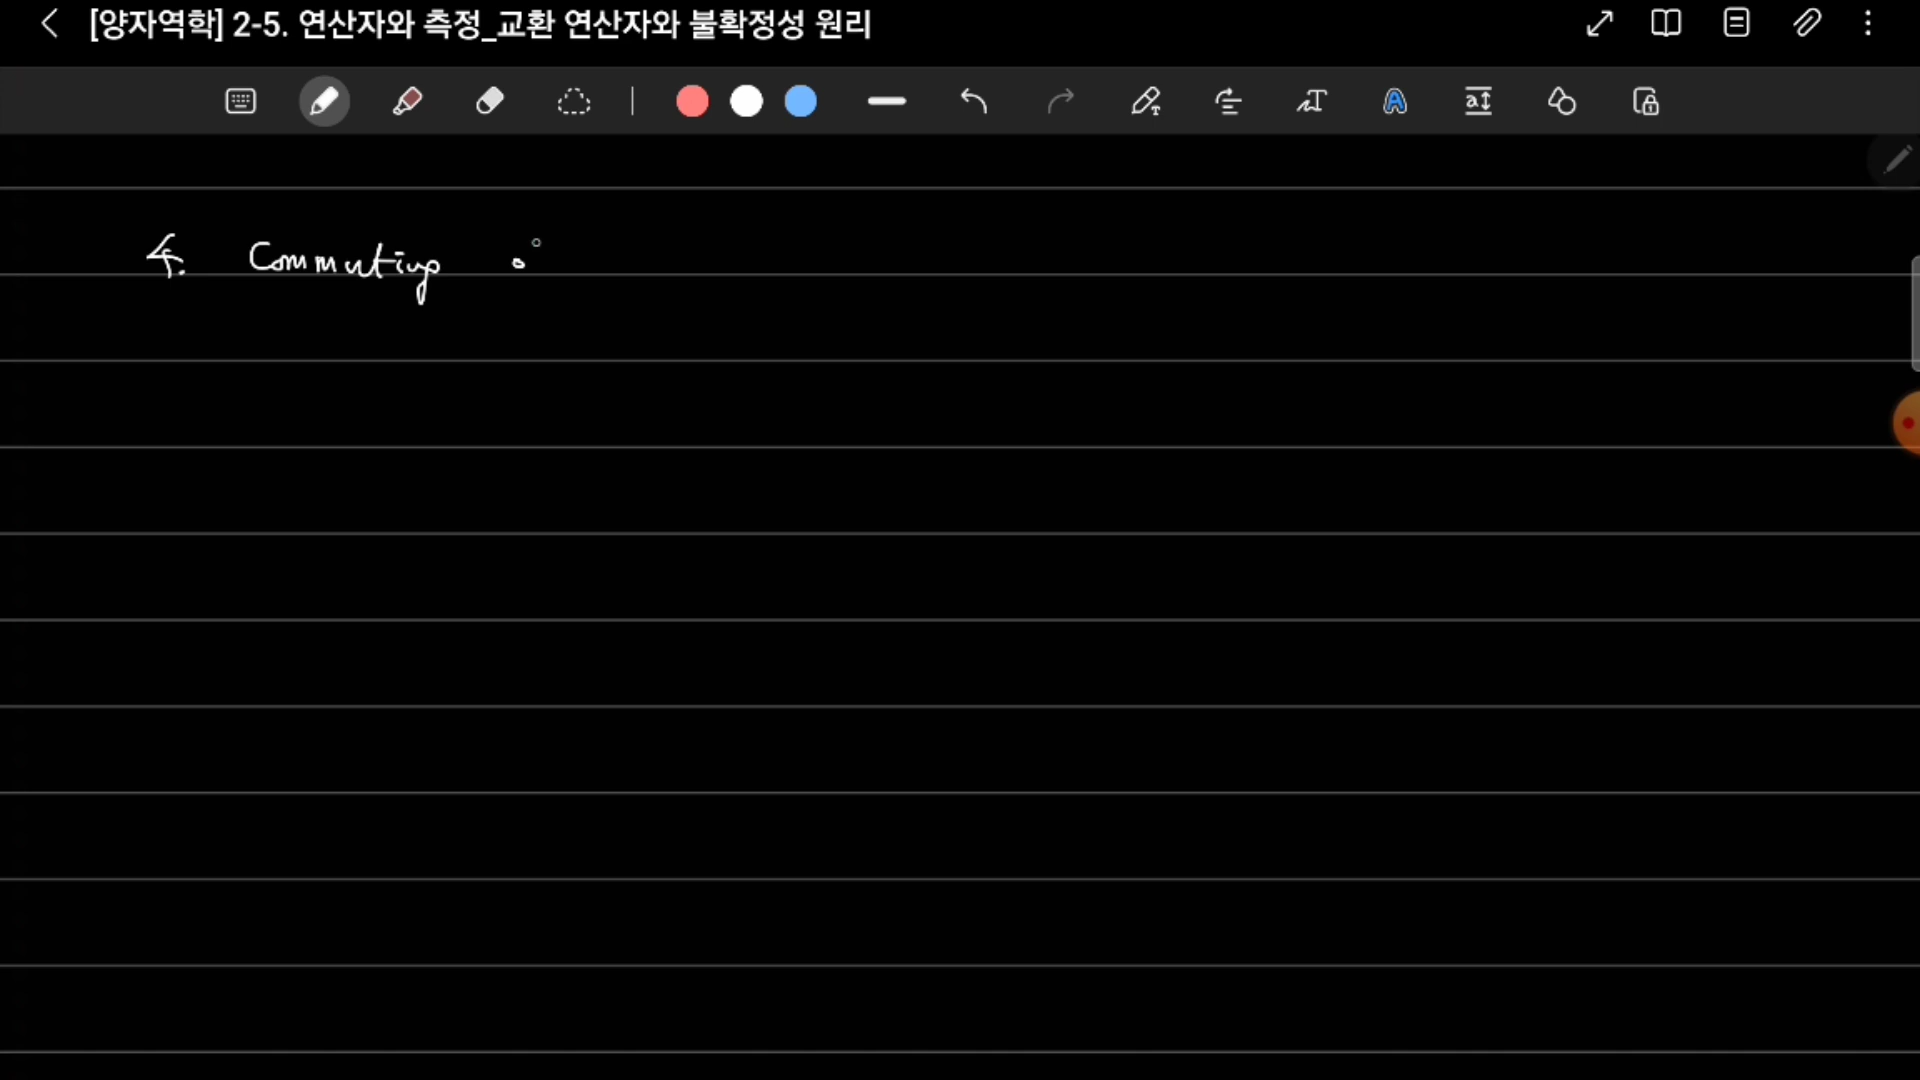 [양자역학] 2-5. 연산자와 측정_교환 연산자와 불확정성 원리
4. Commuting o